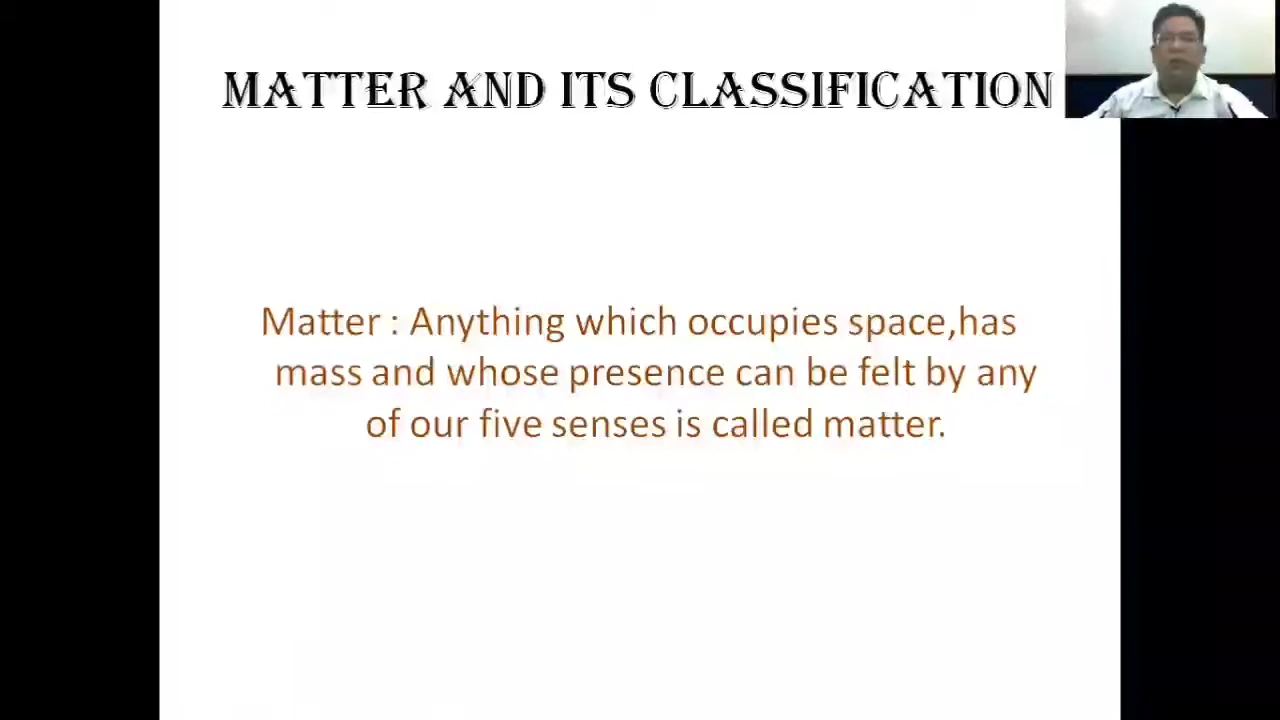 MATTER AND ITS CLASSIFICATION
Matter : Anything which occupies space,has
mass and whose presence can be felt by any
of our five senses is called matter.